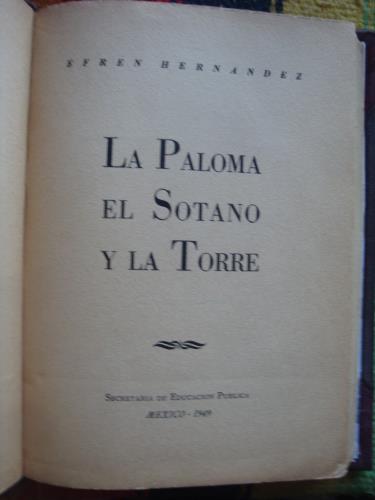 EFREN HERNANDEZ
LA PALOMA
EL SOTANO
Y LA TORRE
SECRETARIA DE EDUCACION PUBLICA
MEXICO - 1949